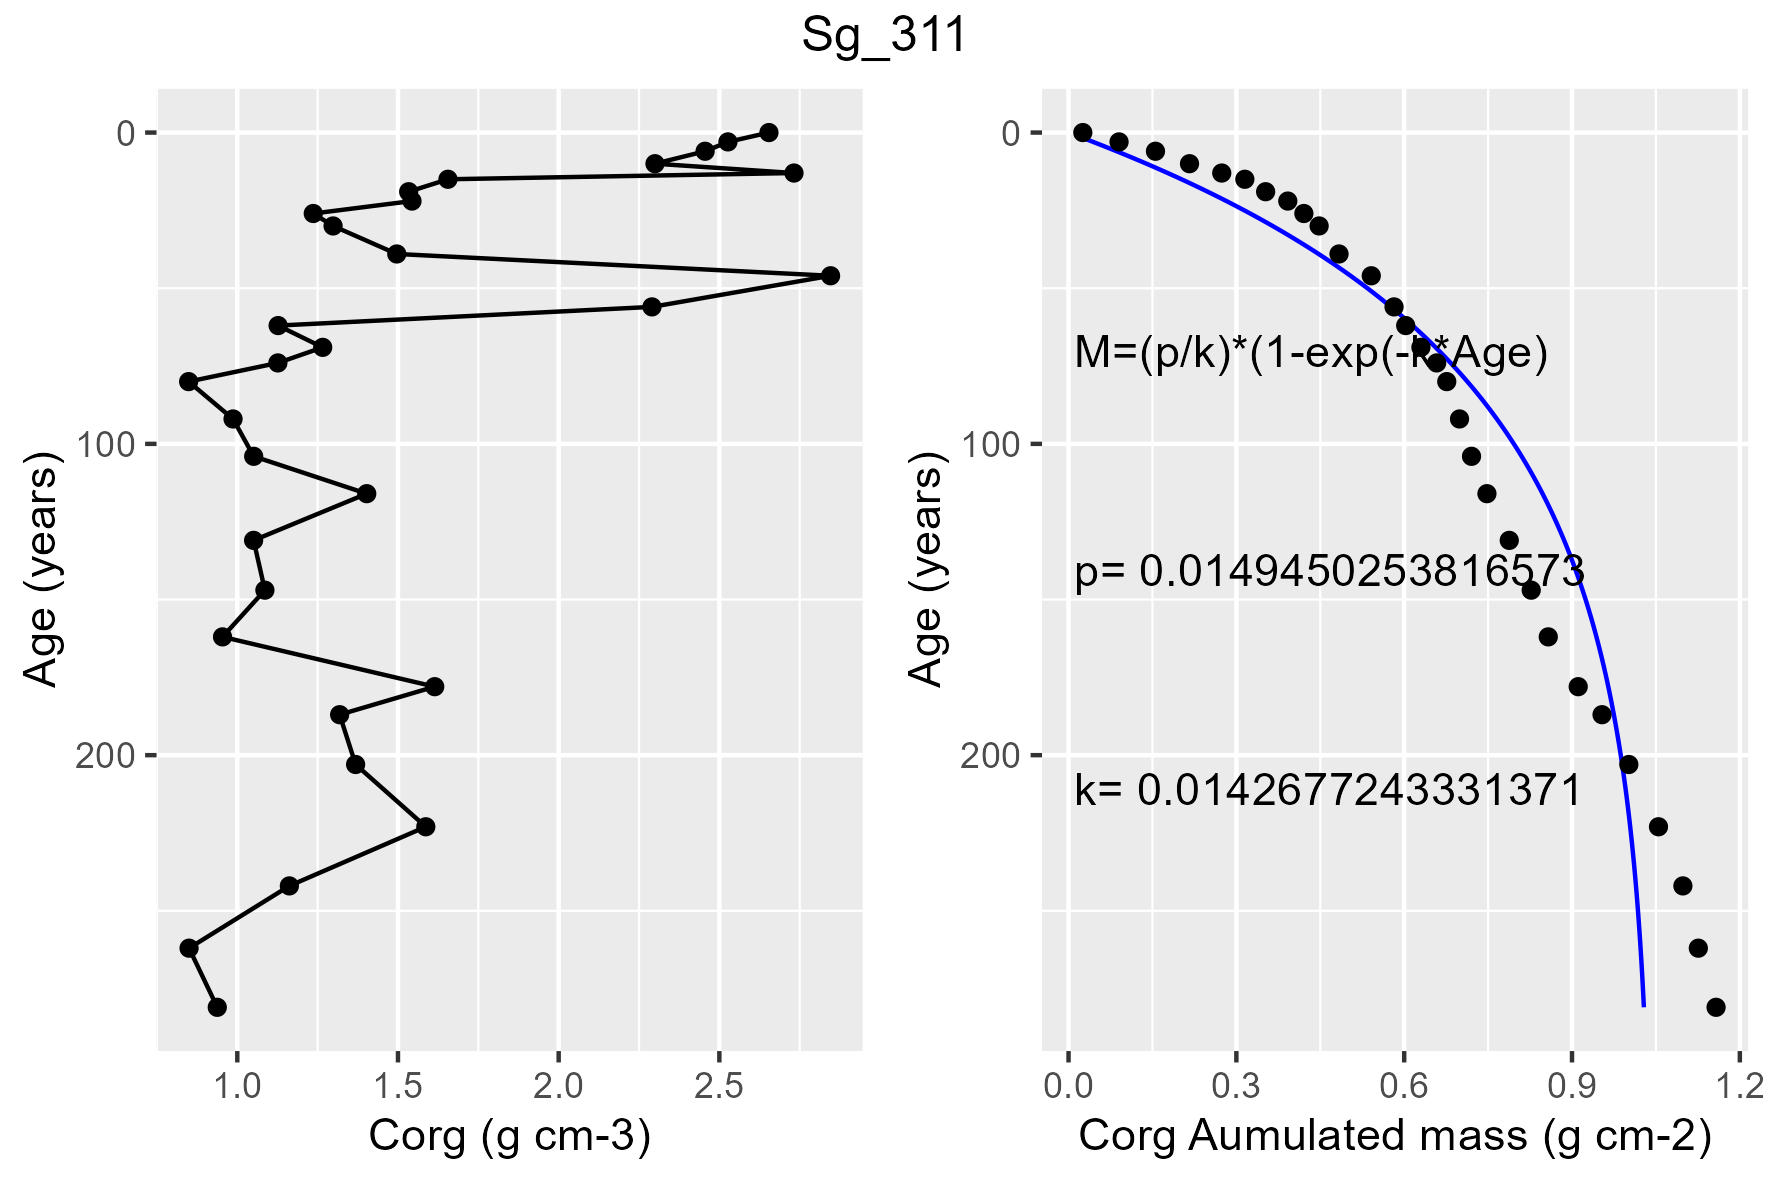 Sg_311
0
100
200
Age (years)
1.0 1.5 2.0 2.5
Corg (g cm-3)
0
100
200
Age (years)
M=(p/k)*(1-exp(-k*Age)
p= 0.0149450253816573
k= 0.0142677243331371
0.0 0.3 0.6 0.9 1.2
Corg Aumulated mass (g cm-2)